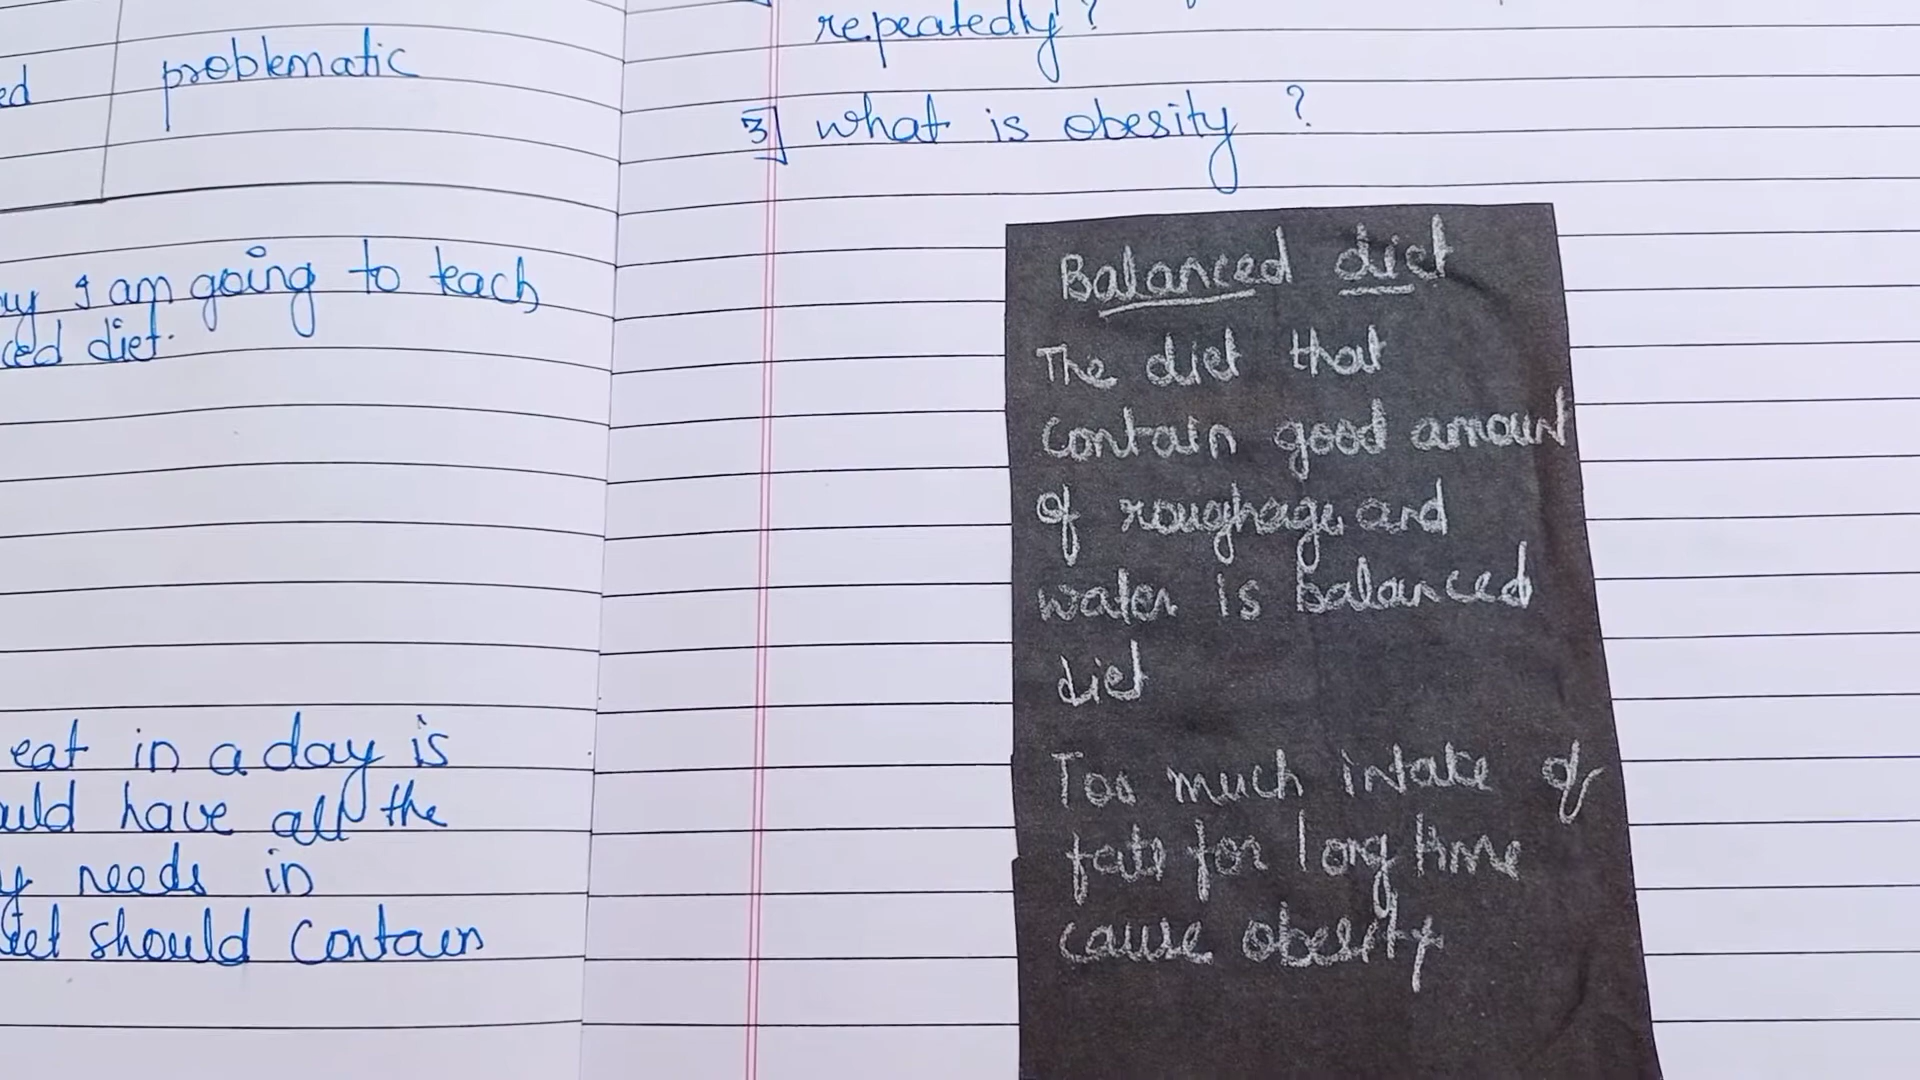 ed
problematic
I am going to teach
ced diet.
eat in a day is
uld have all the
y needs in
iet should contain
repeatedly?
3] what is obesity ?
Balanced diet
The diet that
contain good amount
of roughage and
water is balanced
diet
Too much intake of
fats for long time
cause obesity